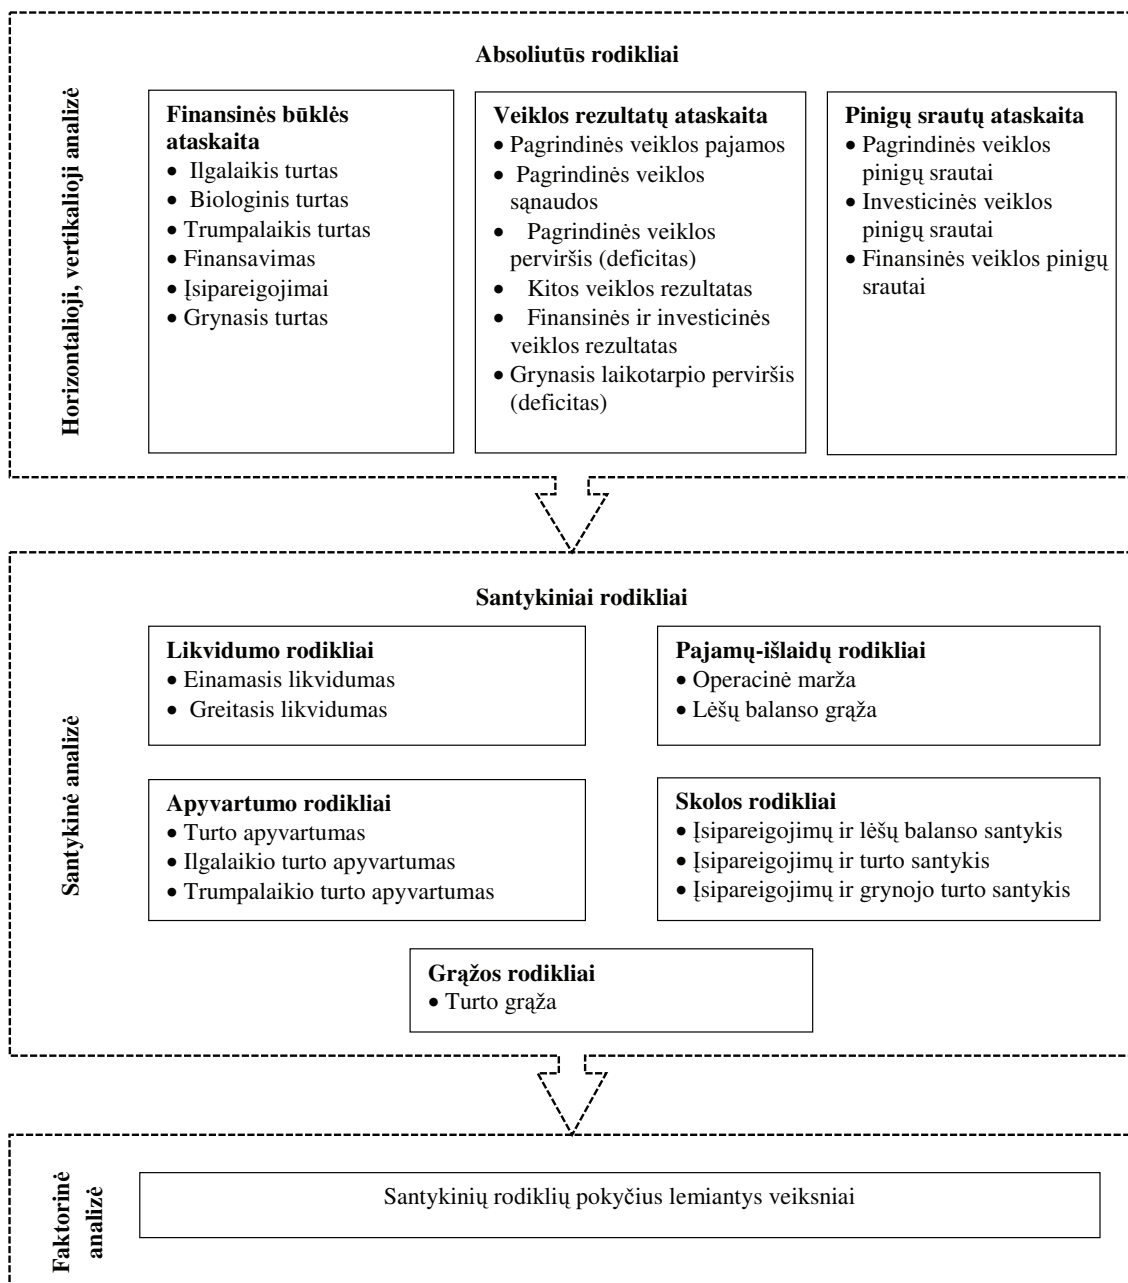 Absoliutūs rodikliai
Horizontalioji, vertikalioji analizė
Finansinės būklės
ataskaita
• Ilgalaikis turtas
• Biologinis turtas
• Trumpalaikis turtas
• Finansavimas
• Įsipareigojimai
• Grynasis turtas
Veiklos rezultatų ataskaita
• Pagrindinės veiklos pajamos
• Pagrindinės veiklos
sąnaudos
• Pagrindinės veiklos
perviršis (deficitas)
• Kitos veiklos rezultatas
• Finansinės ir investicinės
veiklos rezultatas
• Grynasis laikotarpio perviršis
(deficitas)
Pinigų srautų ataskaita
• Pagrindinės veiklos
pinigų srautai
• Investicinės veiklos
pinigų srautai
• Finansinės veiklos pinigų
srautai
Santykiniai rodikliai
Santykinė analizė
Likvidumo rodikliai
• Einamasis likvidumas
• Greitasis likvidumas
Pajamų-išlaidų rodikliai
• Operacinė marža
• Lėšų balanso grąža
Apyvartumo rodikliai
• Turto apyvartumas
• Ilgalaikio turto apyvartumas
• Trumpalaikio turto apyvartumas
Skolos rodikliai
• Įsipareigojimų ir lėšų balanso santykis
• Įsipareigojimų ir turto santykis
• Įsipareigojimų ir grynojo turto santykis
Grąžos rodikliai
• Turto grąža
Faktorinė
analizė
Santykinių rodiklių pokyčius lemiantys veiksniai